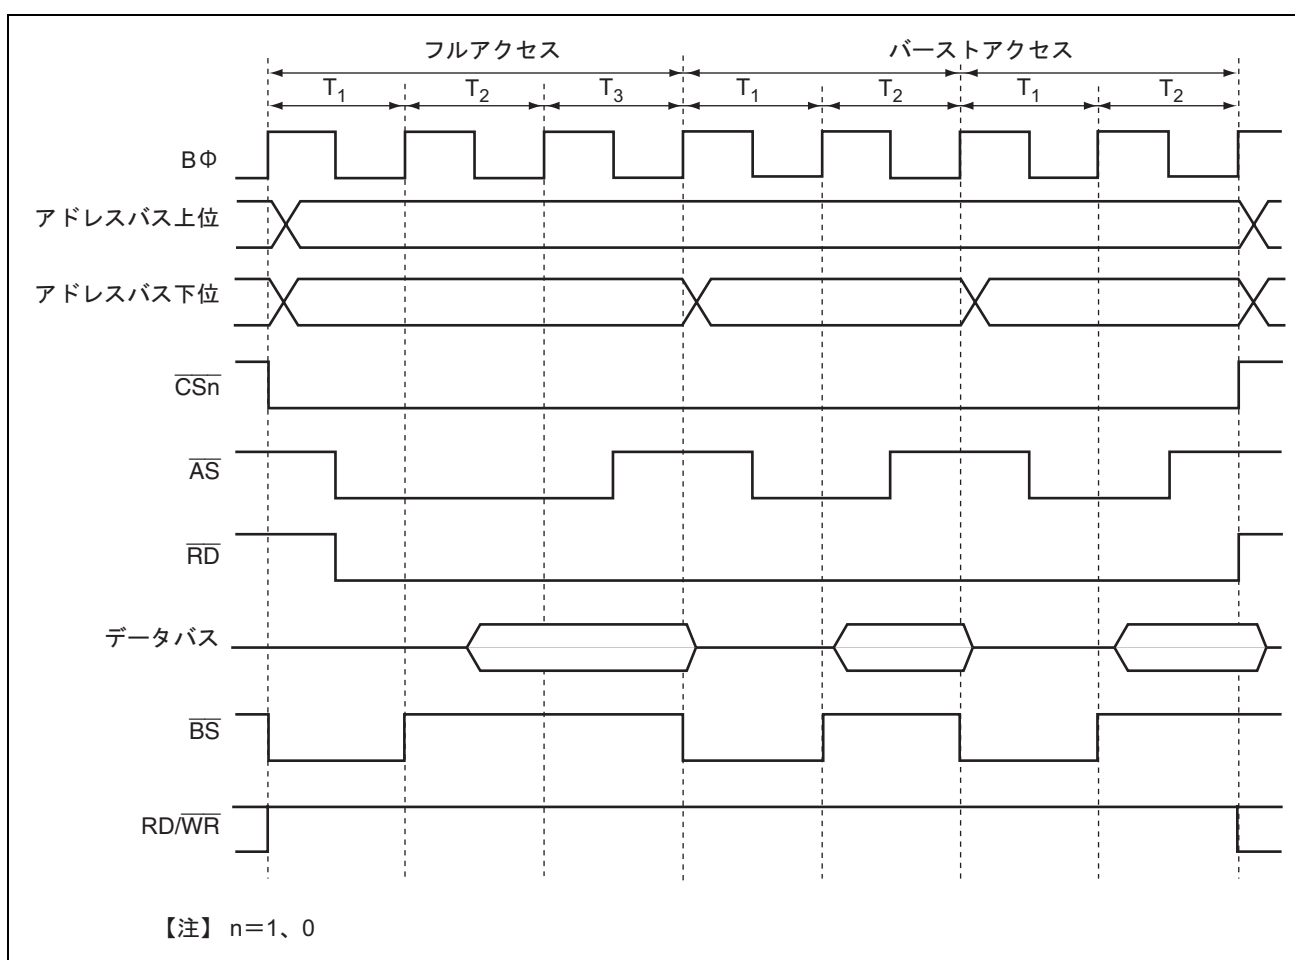 フルアクセス バーストアクセス
T1 T2 T3 T1 T2 T1 T2
BΦ
アドレスバス上位
アドレスバス下位
CSn
AS
RD
データバス
BS
RD/WR
【注】 n＝1、0